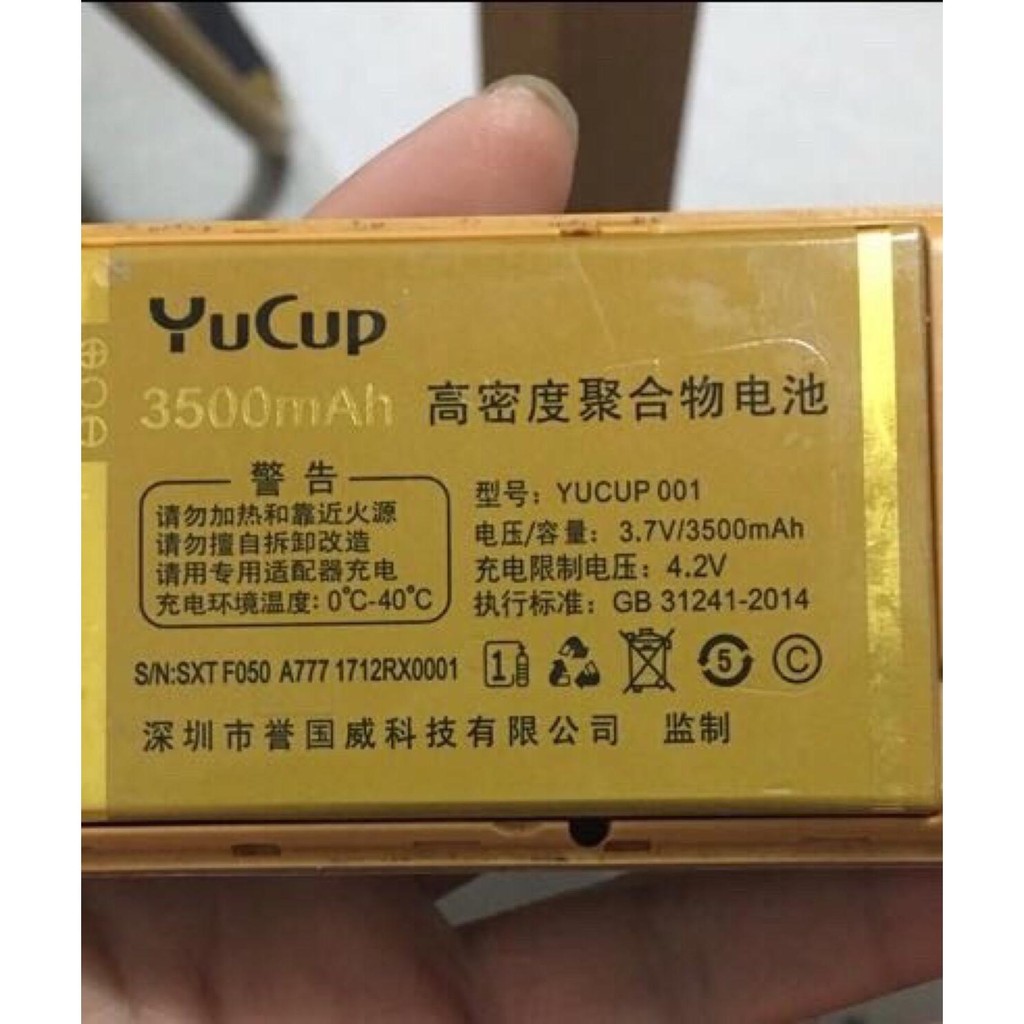 YuCup
3500mAh 高密度聚合物电池
警告
请勿加热和靠近火源
请勿擅自拆卸改造
请用专用适配器充电
充电环境温度：0°C-40°C
型号：YUCUP 001
电压/容量：3.7V/3500mAh
充电限制电压：4.2V
执行标准：GB 31241-2014
S/N:SXT F050 A777 1712RX0001
1
5
C
深圳市誉国威科技有限公司 监制